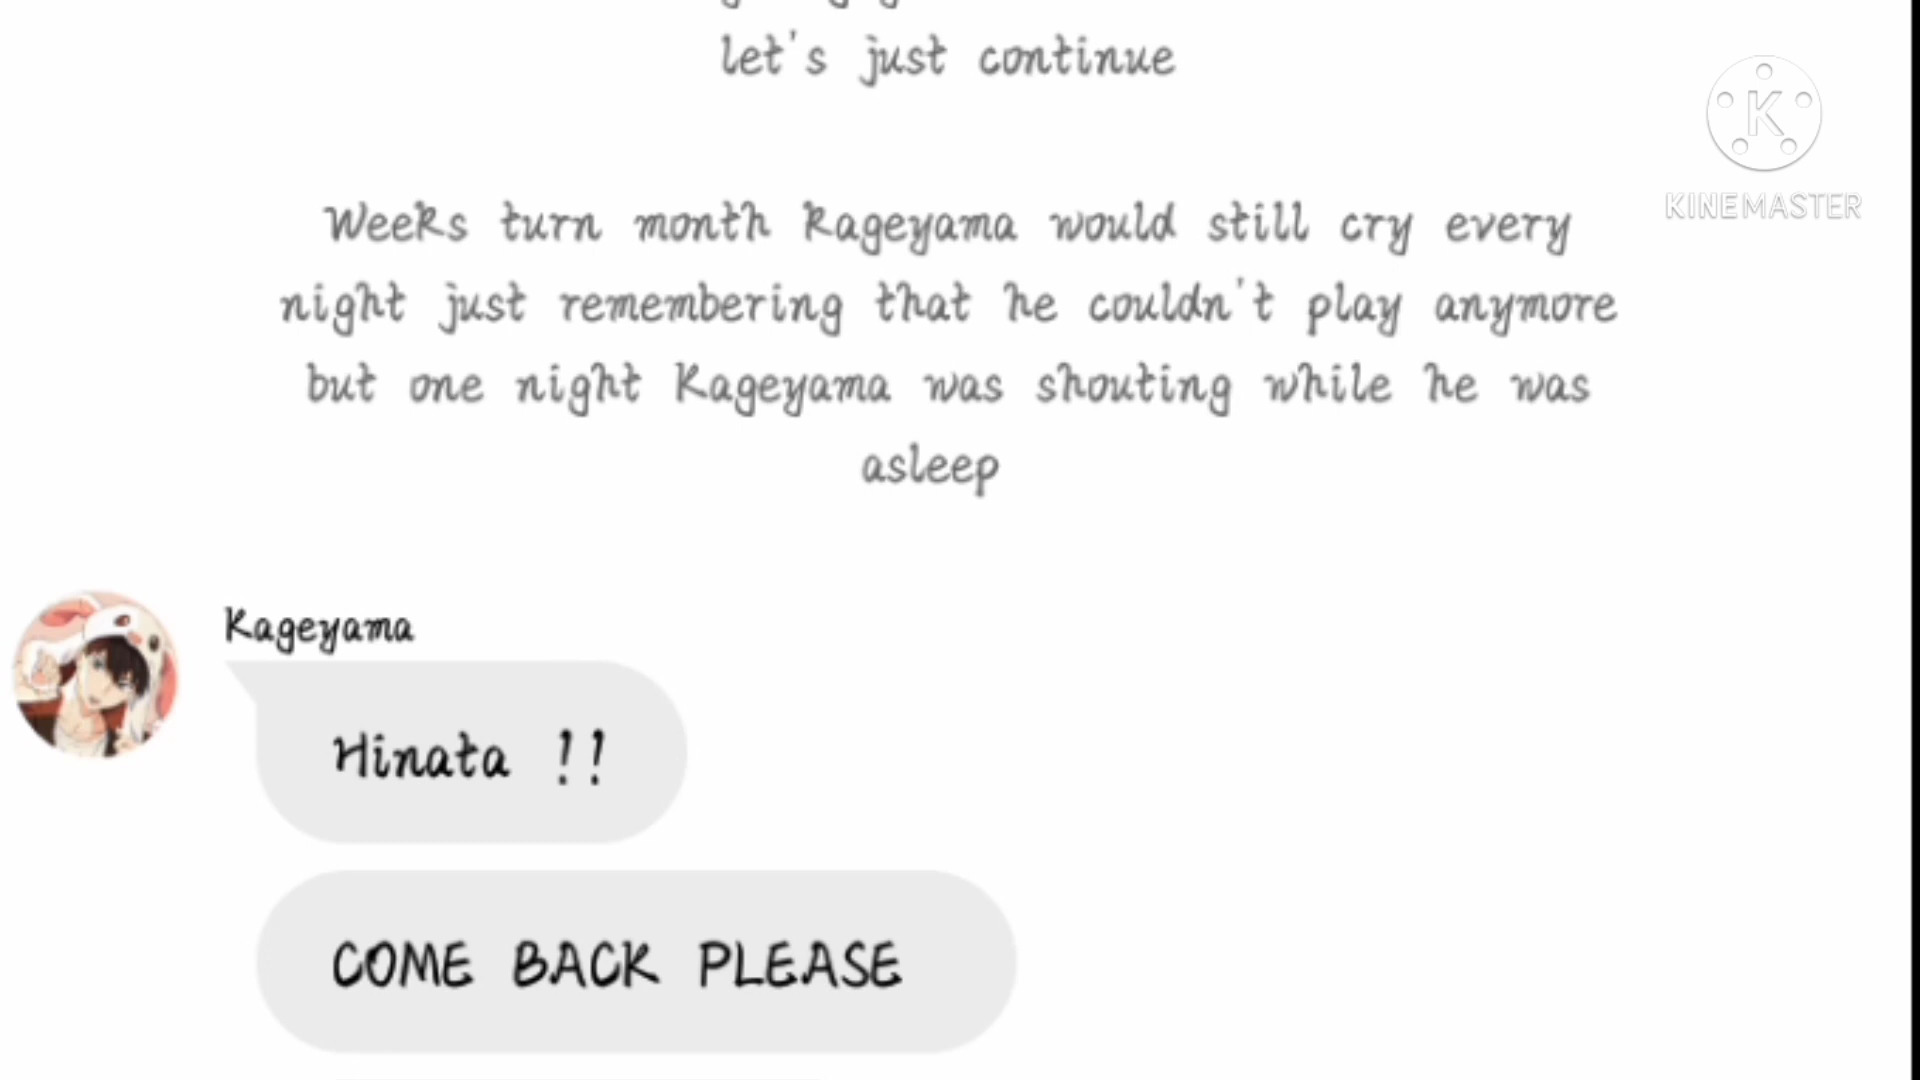 let's just continue
Weeks turn month Kageyama would still cry every
night just remembering that he couldn't play anymore
but one night Kageyama was shouting while he was
asleep
Kageyama
Hinata !!
COME BACK PLEASE
K
KINEMASTER